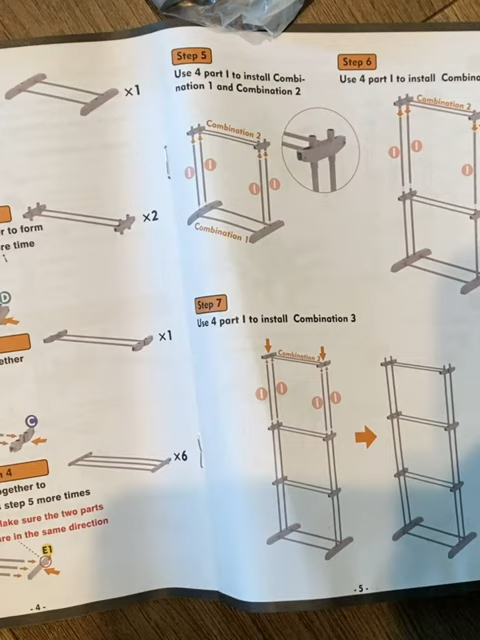 ×1
r to form
re time
×2
D
ether
×1
C
n 4
ogether to
step 5 more times
Make sure the two parts
are in the same direction
×6
E1
- 4 -
Step 5
Use 4 part I to install Combi-
nation 1 and Combination 2
Combination 2
I I
I I
Combination 1
Step 6
Use 4 part I to install Combina
Combination 2
I I
I
Step 7
Use 4 part I to install Combination 3
Combination 3
I I
I I
- 5 -